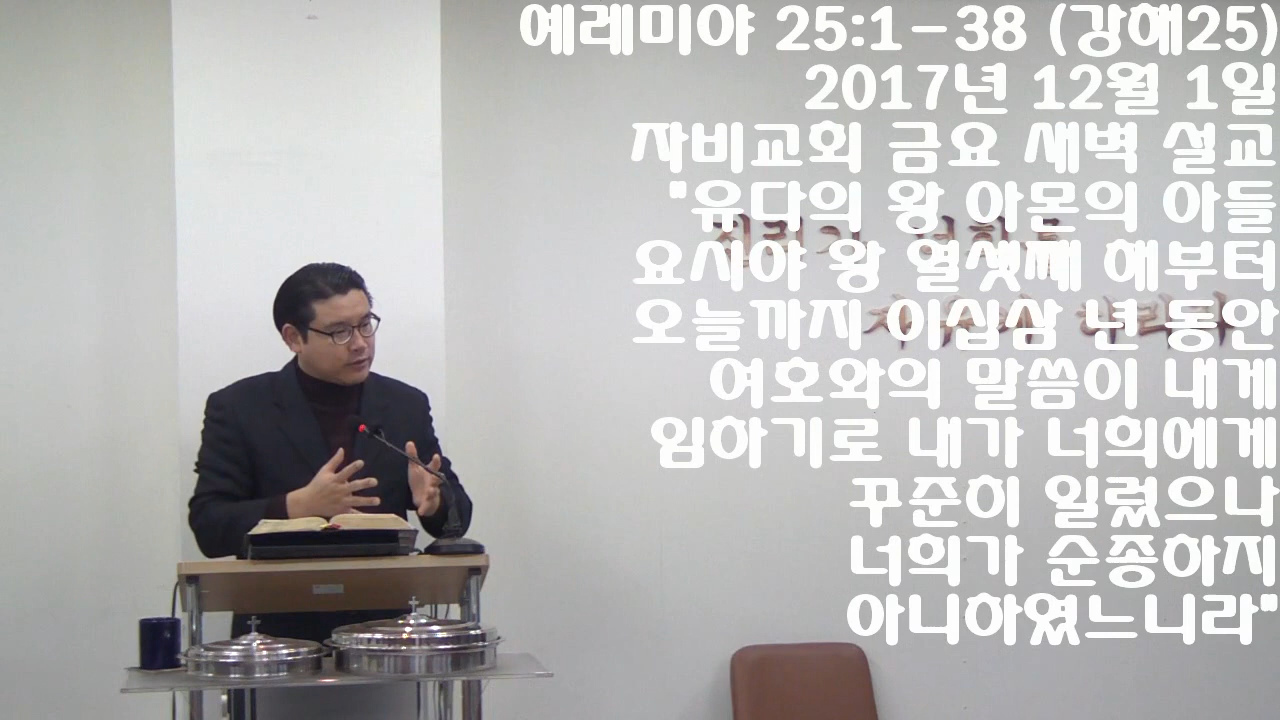 예레미야 25:1-38 (강해25)
2017년 12월 1일
자비교회 금요 새벽 설교
"유다의 왕 아몬의 아들
요시야 왕 열셋째 해부터
오늘까지 이십삼 년 동안
여호와의 말씀이 내게
임하기로 내가 너희에게
꾸준히 일렀으나
너희가 순종하지
아니하였느니라"